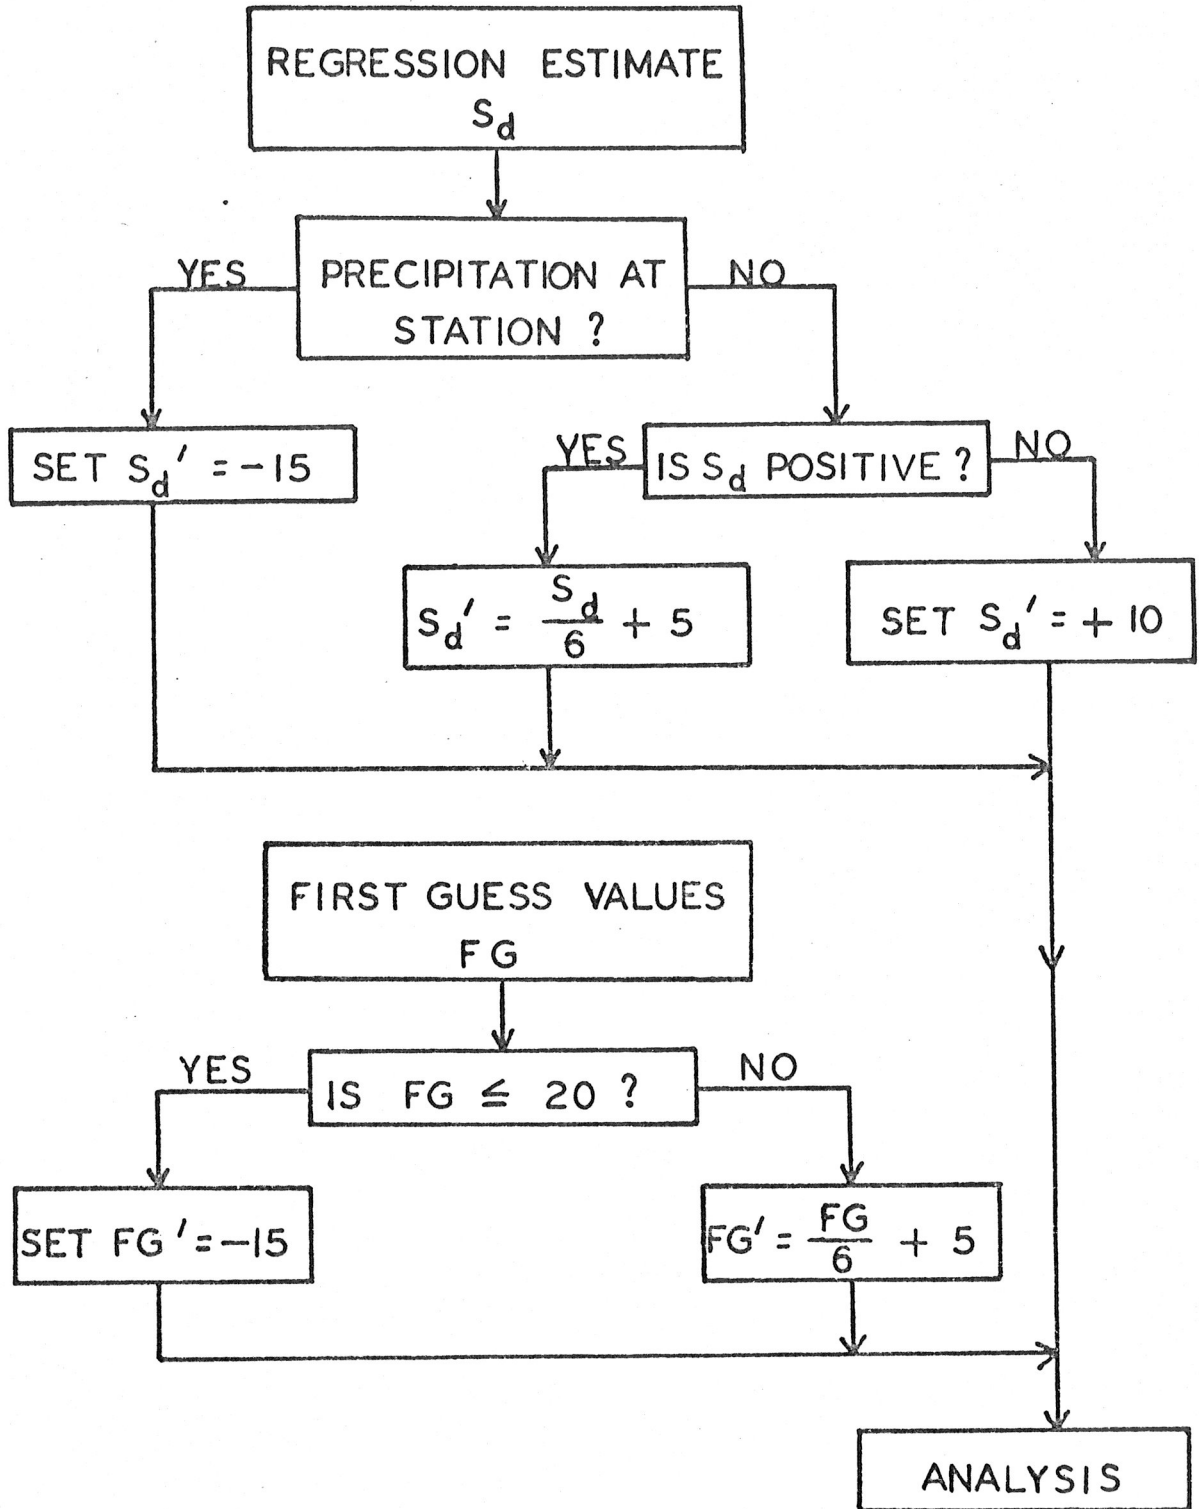 REGRESSION ESTIMATE
S_d
YES
PRECIPITATION AT
STATION ?
NO
SET S_d' = -15
YES
IS S_d POSITIVE ?
NO
S_d' = S_d/6 + 5
SET S_d' = + 10
FIRST GUESS VALUES
FG
YES
IS FG ≦ 20 ?
NO
SET FG' = -15
FG' = FG/6 + 5
ANALYSIS